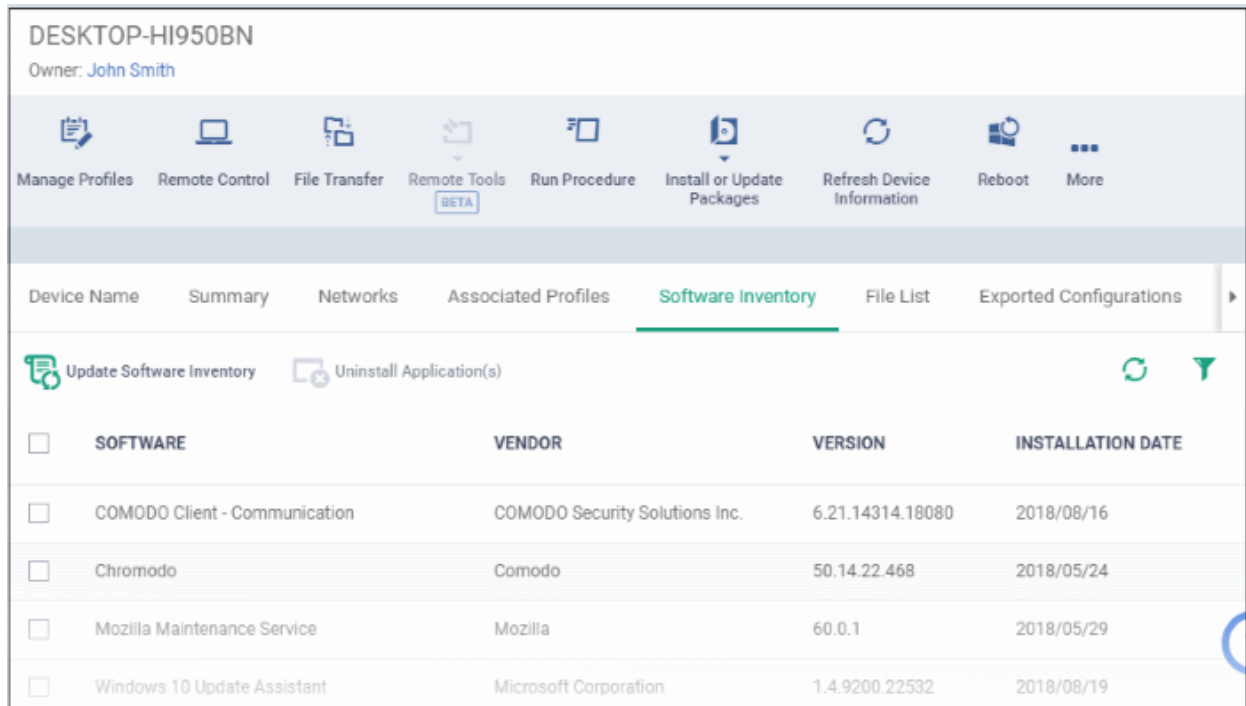 DESKTOP-HI950BN
Owner: John Smith
Manage Profiles Remote Control File Transfer Remote Tools Run Procedure Install or Update Refresh Device Reboot More
BETA Packages Information
Device Name Summary Networks Associated Profiles Software Inventory File List Exported Configurations
Update Software Inventory Uninstall Application(s)
SOFTWARE VENDOR VERSION INSTALLATION DATE
COMODO Client - Communication COMODO Security Solutions Inc. 6.21.14314.18080 2018/08/16
Chromodo Comodo 50.14.22.468 2018/05/24
Mozilla Maintenance Service Mozilla 60.0.1 2018/05/29
Windows 10 Update Assistant Microsoft Corporation 1.4.9200.22532 2018/08/19